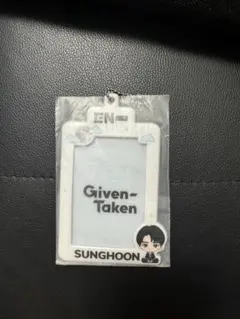 EN-
Given-
Taken
SUNGHOON